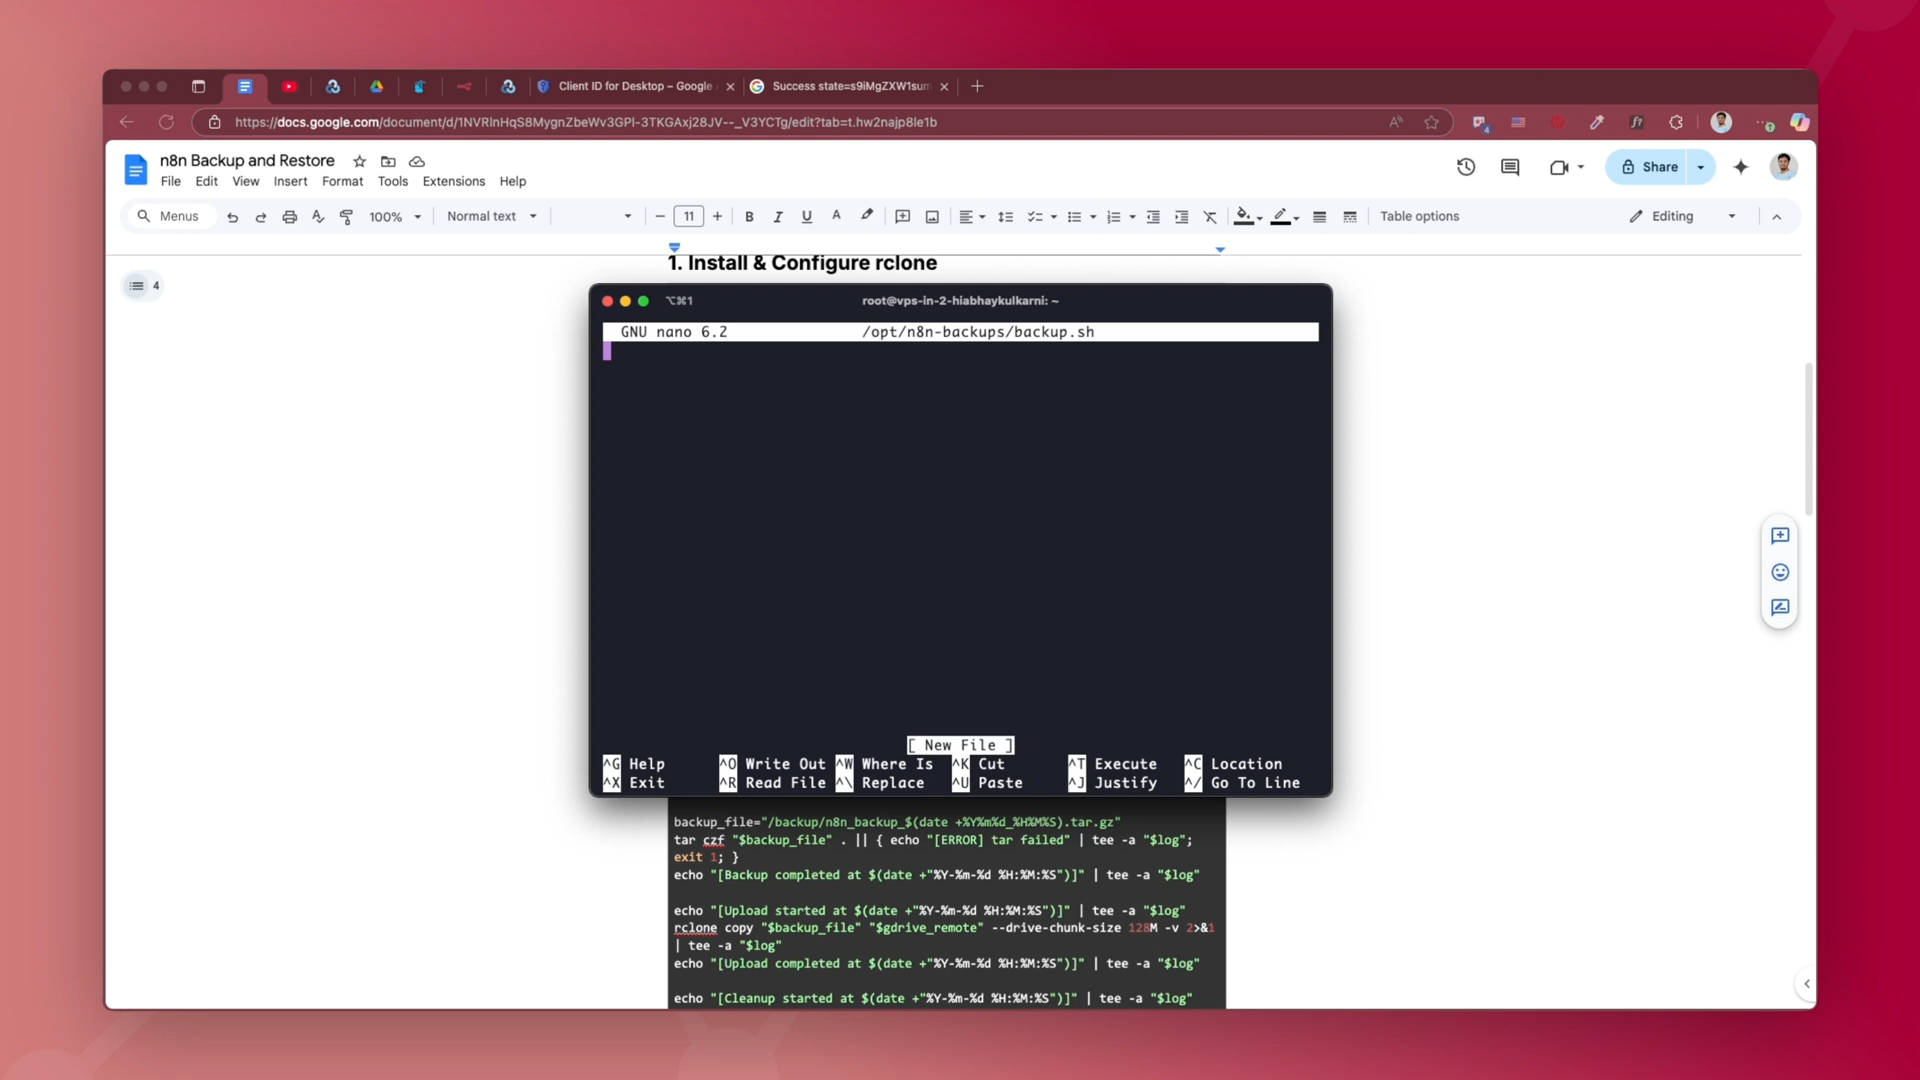 Client ID for Desktop – Google
Success state=s9iMgZXW1sum
https://docs.google.com/document/d/1NVRlnHqS8MygnZbeWv3GPl-3TKGAxj28JV--_V3YCTg/edit?tab=t.hw2najp8le1b
n8n Backup and Restore
File Edit View Insert Format Tools Extensions Help
Share
Menus 100% Normal text 11 Table options Editing
1. Install & Configure rclone
4
⌥⌘1 root@vps-in-2-hiabhaykulkarni: ~
GNU nano 6.2 /opt/n8n-backups/backup.sh
[ New File ]
^G Help ^O Write Out ^W Where Is ^K Cut ^T Execute ^C Location
^X Exit ^R Read File ^\ Replace ^U Paste ^J Justify ^/ Go To Line
backup_file="/backup/n8n_backup_$(date +%Y%m%d_%H%M%S).tar.gz"
tar czf "$backup_file" . || { echo "[ERROR] tar failed" | tee -a "$log";
exit 1; }
echo "[Backup completed at $(date +"%Y-%m-%d %H:%M:%S")]" | tee -a "$log"
echo "[Upload started at $(date +"%Y-%m-%d %H:%M:%S")]" | tee -a "$log"
rclone copy "$backup_file" "$gdrive_remote" --drive-chunk-size 128M -v 2>&1
| tee -a "$log"
echo "[Upload completed at $(date +"%Y-%m-%d %H:%M:%S")]" | tee -a "$log"
echo "[Cleanup started at $(date +"%Y-%m-%d %H:%M:%S")]" | tee -a "$log"